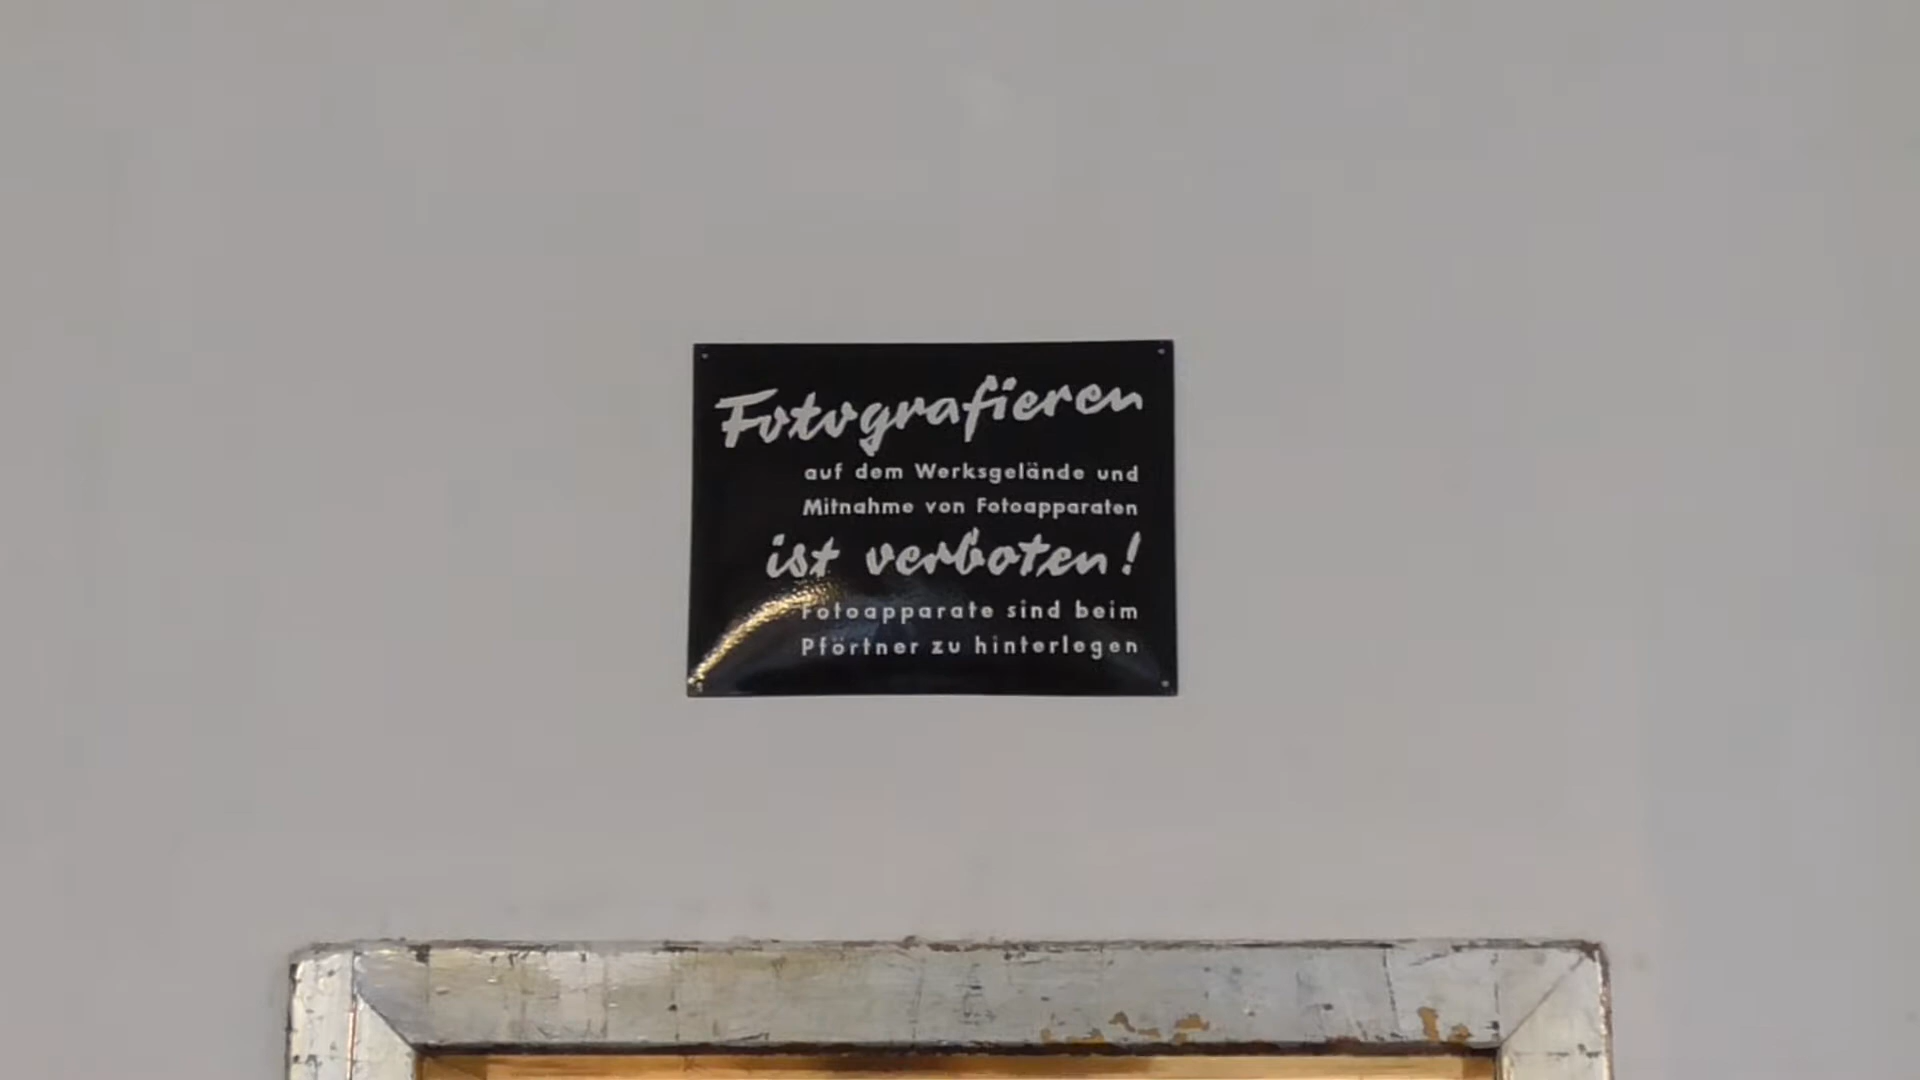 Fotografieren
auf dem Werksgelände und
Mitnahme von Fotoapparaten
ist verboten!
Fotoapparate sind beim
Pförtner zu hinterlegen